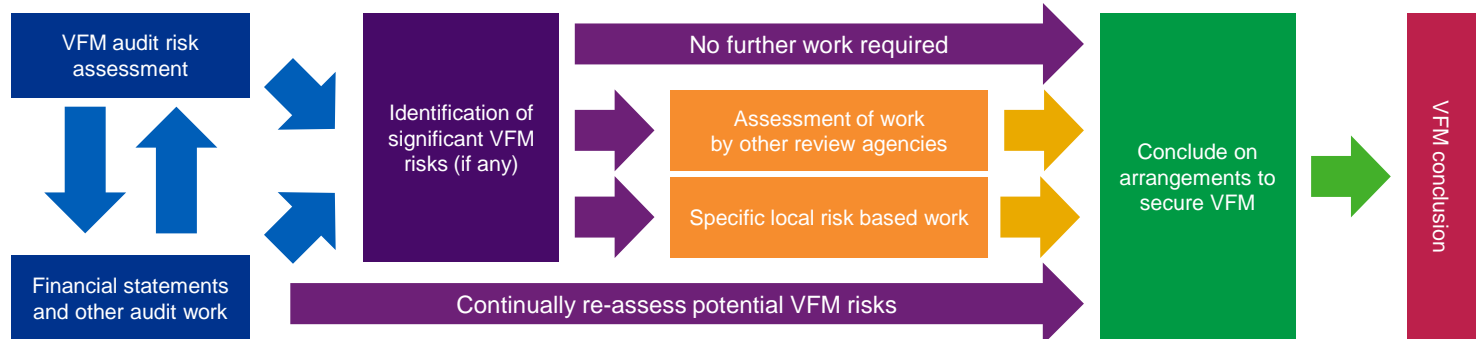 VFM audit risk
assessment
Financial statements
and other audit work
Identification of
significant VFM
risks (if any)
No further work required
Assessment of work
by other review agencies
Specific local risk based work
Continually re-assess potential VFM risks
Conclude on
arrangements to
secure VFM
VFM conclusion